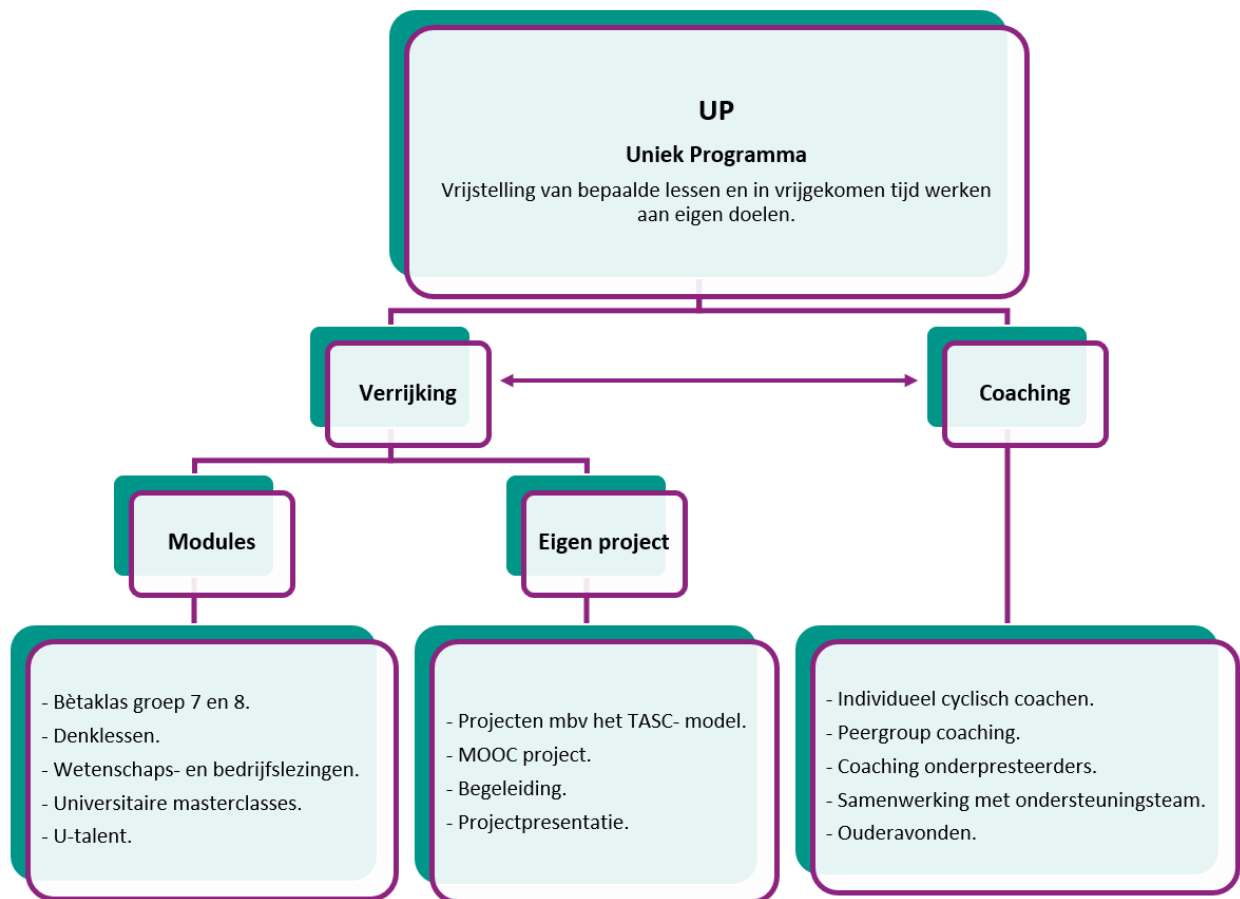 UP
Uniek Programma
Vrijstelling van bepaalde lessen en in vrijgekomen tijd werken
aan eigen doelen.
Verrijking
Coaching
Modules
Eigen project
- Bètaklas groep 7 en 8.
- Denklessen.
- Wetenschaps- en bedrijfslezingen.
- Universitaire masterclasses.
- U-talent.
- Projecten mbv het TASC- model.
- MOOC project.
- Begeleiding.
- Projectpresentatie.
- Individueel cyclisch coachen.
- Peergroup coaching.
- Coaching onderpresteerders.
- Samenwerking met ondersteuningsteam.
- Ouderavonden.